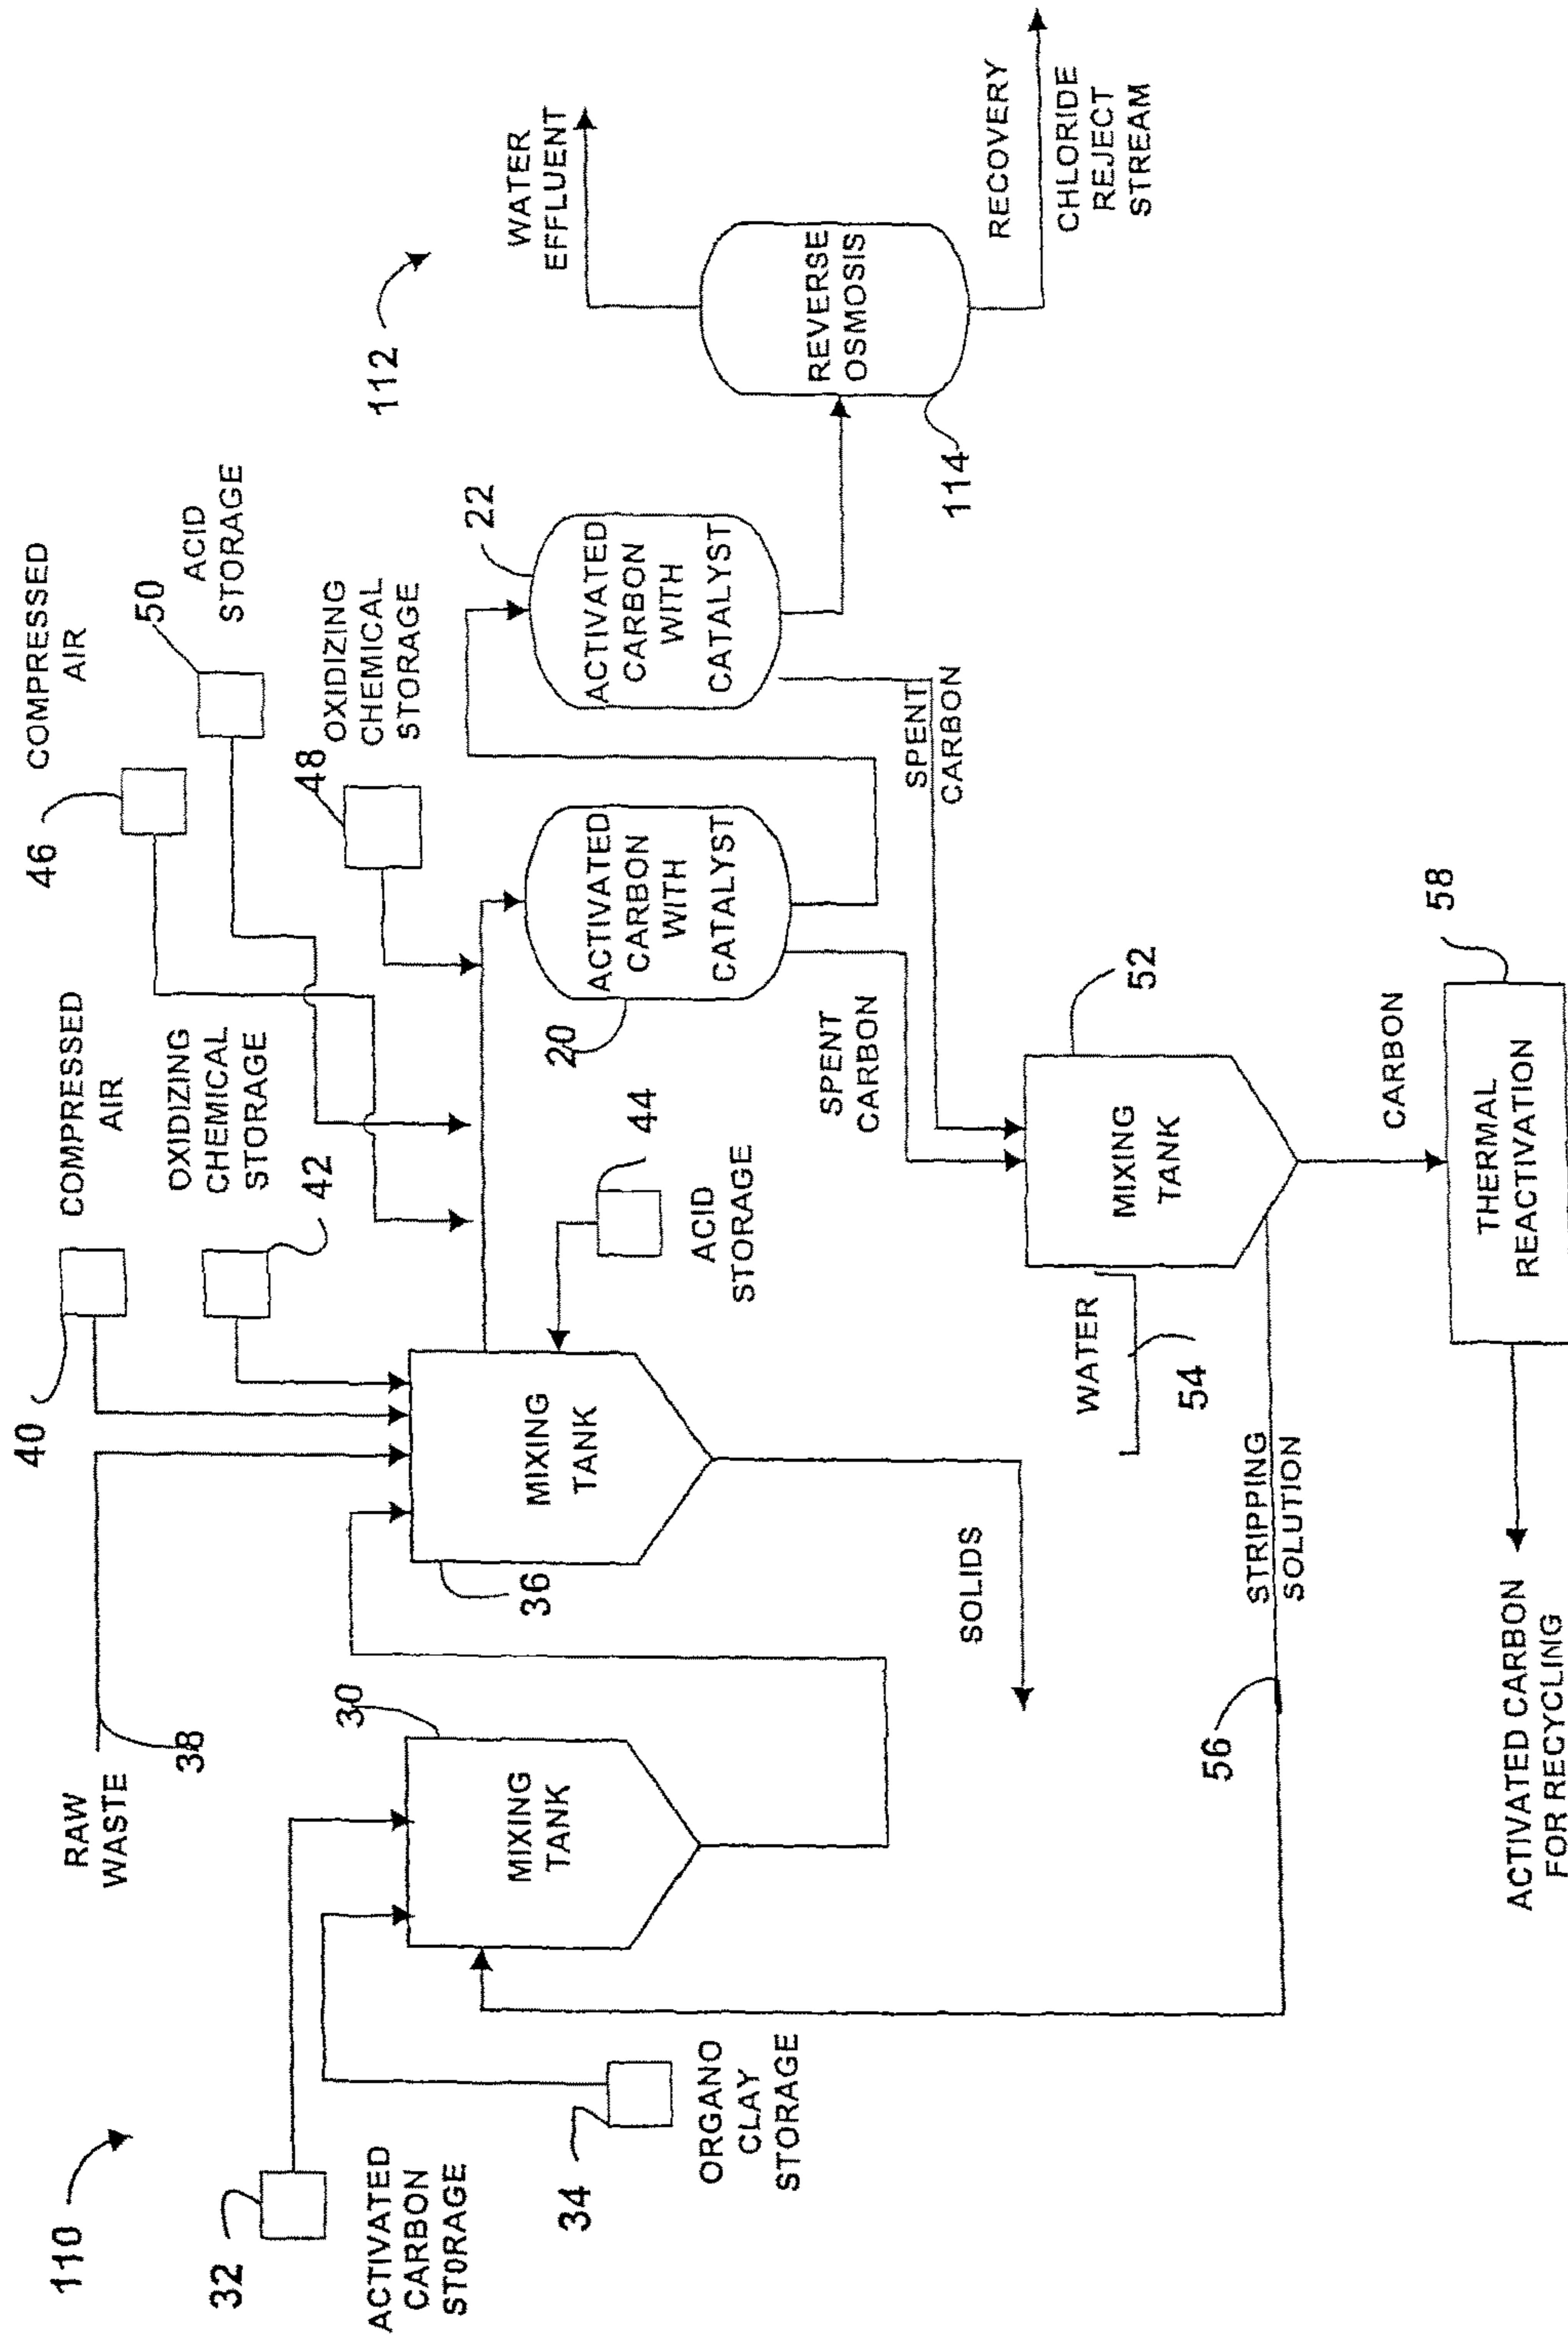 110
32
ACTIVATED
CARBON
STORAGE
34
ORGANO
CLAY
STORAGE
RAW
WASTE
38
30
MIXING
TANK
40
COMPRESSED
AIR
OXIDIZING
CHEMICAL
STORAGE
42
36
MIXING
TANK
44
ACID
STORAGE
SOLIDS
46
COMPRESSED
AIR
50
ACID
STORAGE
48
OXIDIZING
CHEMICAL
STORAGE
20
ACTIVATED
CARBON
WITH
CATALYST
22
ACTIVATED
CARBON
WITH
CATALYST
112
WATER
EFFLUENT
REVERSE
OSMOSIS
114
RECOVERY
CHLORIDE
REJECT
STREAM
SPENT
CARBON
SPENT
CARBON
52
MIXING
TANK
WATER
54
STRIPPING
SOLUTION
56
CARBON
58
THERMAL
REACTIVATION
ACTIVATED CARBON
FOR RECYCLING